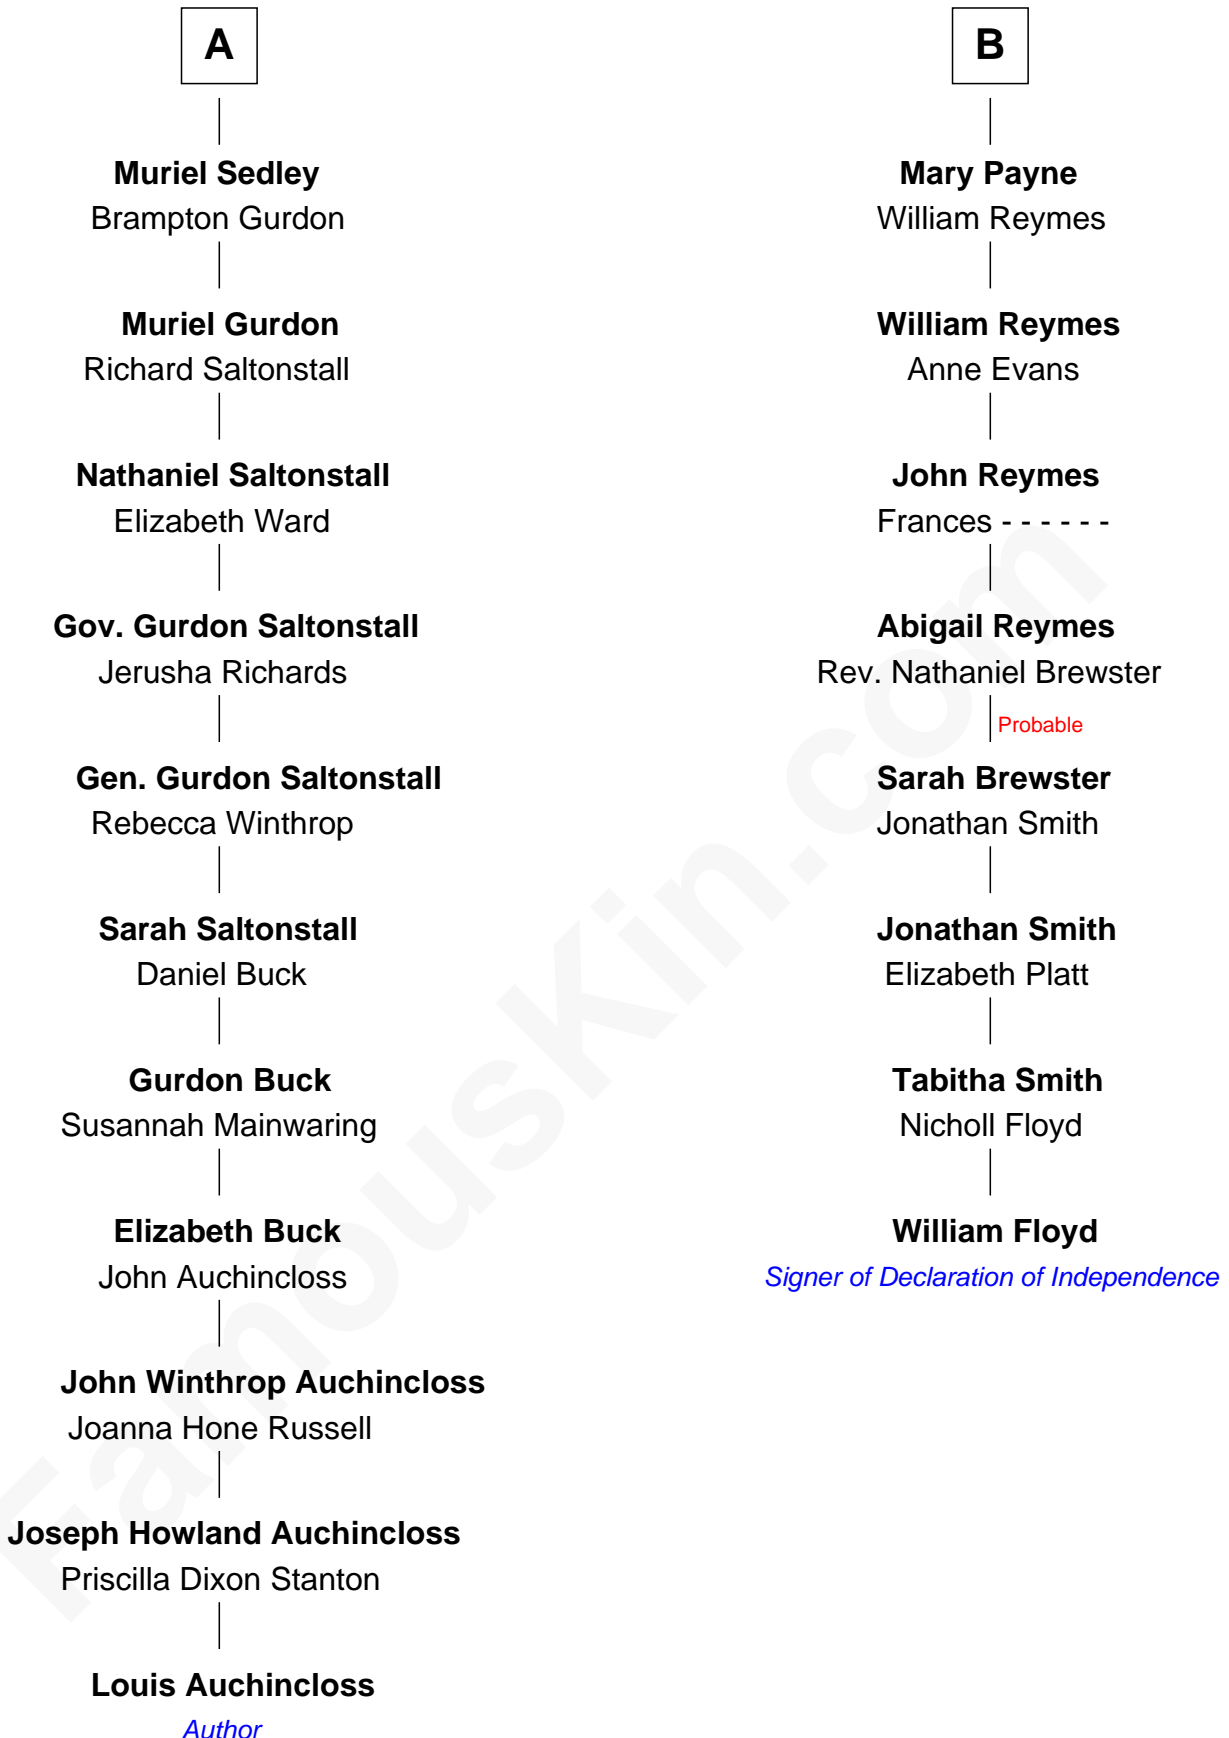 A
Muriel Sedley
Brampton Gurdon
Muriel Gurdon
Richard Saltonstall
Nathaniel Saltonstall
Elizabeth Ward
Gov. Gurdon Saltonstall
Jerusha Richards
Gen. Gurdon Saltonstall
Rebecca Winthrop
Sarah Saltonstall
Daniel Buck
Gurdon Buck
Susannah Mainwaring
Elizabeth Buck
John Auchincloss
John Winthrop Auchincloss
Joanna Hone Russell
Joseph Howland Auchincloss
Priscilla Dixon Stanton
Louis Auchincloss
Author
B
Mary Payne
William Reymes
William Reymes
Anne Evans
John Reymes
Frances - - - - - -
Abigail Reymes
Rev. Nathaniel Brewster
Probable
Sarah Brewster
Jonathan Smith
Jonathan Smith
Elizabeth Platt
Tabitha Smith
Nicholl Floyd
William Floyd
Signer of Declaration of Independence
FamousKin.com